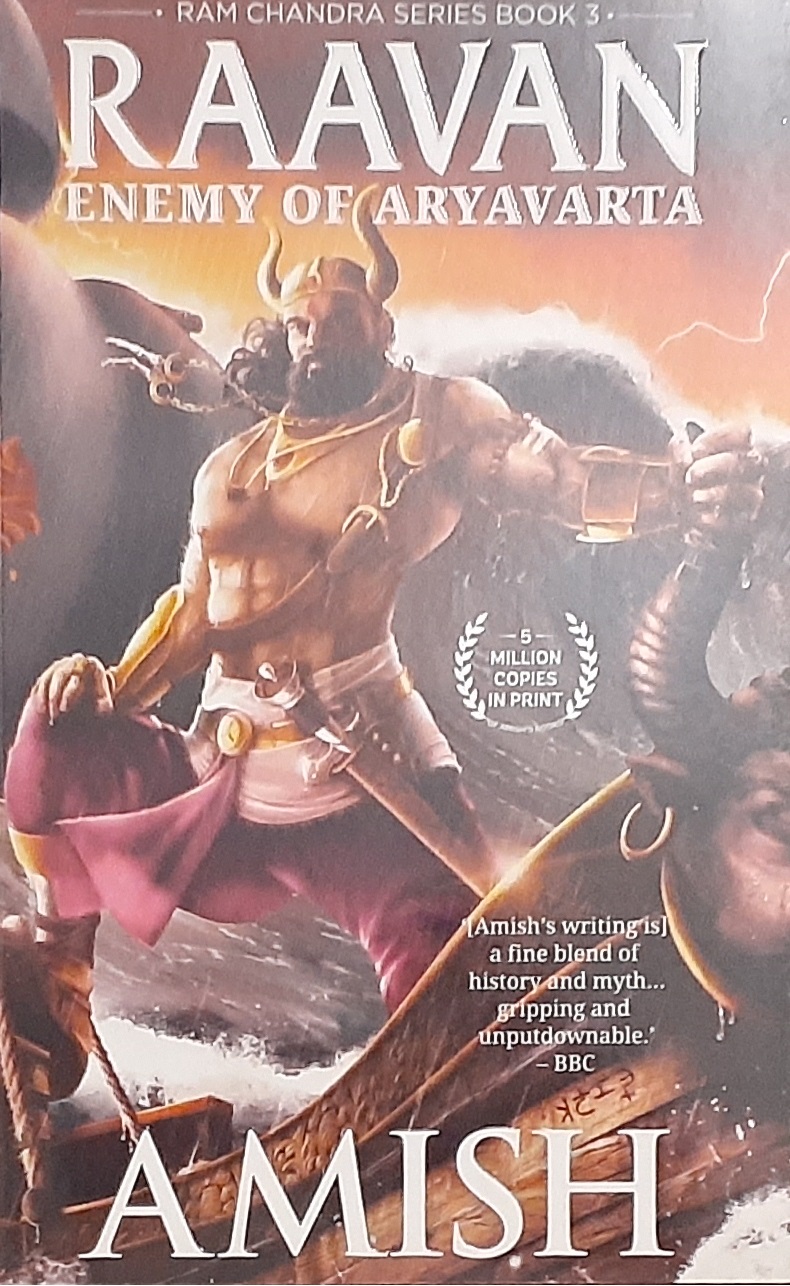 RAM CHANDRA SERIES BOOK 3
RAAVAN
ENEMY OF ARYAVARTA
5
MILLION
COPIES
IN PRINT
'[Amish's writing is]
a fine blend of
history and myth...
gripping and
unputdownable.'
– BBC
AMISH